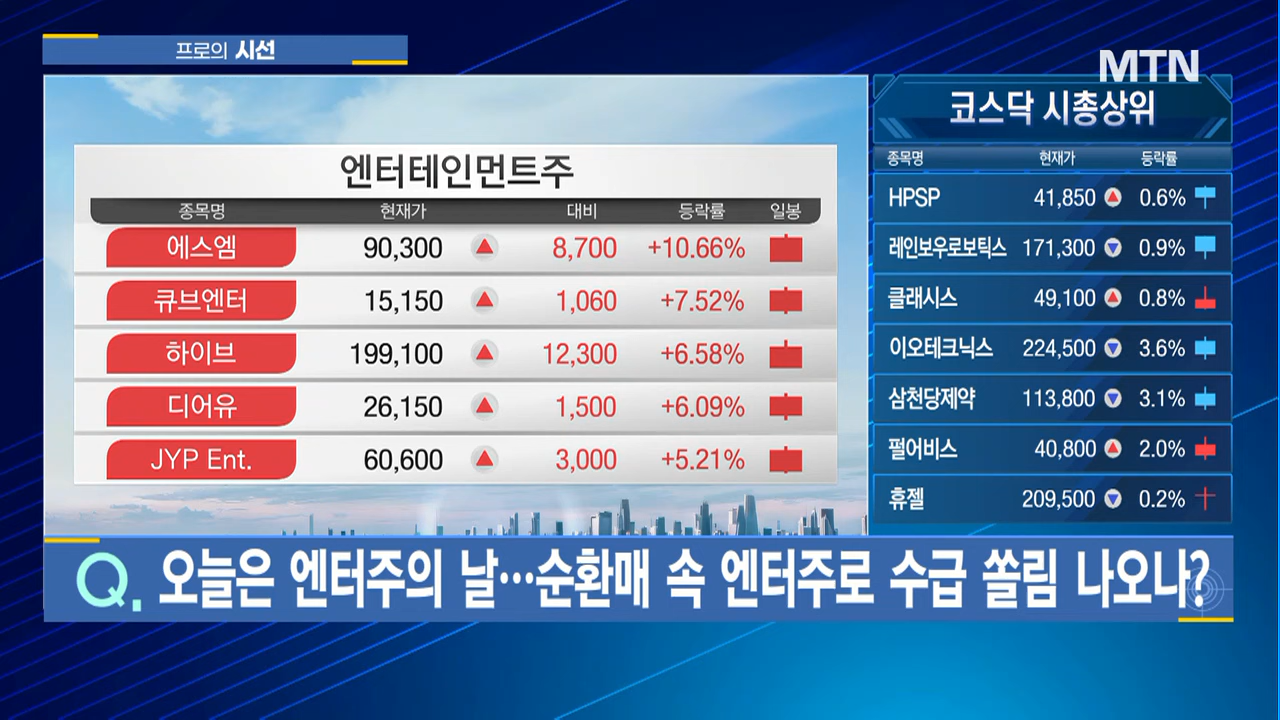 프로의 시선
MTN
엔터테인먼트주
종목명 현재가 대비 등락률 일봉
에스엠 90,300 ▲ 8,700 +10.66%
큐브엔터 15,150 ▲ 1,060 +7.52%
하이브 199,100 ▲ 12,300 +6.58%
디어유 26,150 ▲ 1,500 +6.09%
JYP Ent. 60,600 ▲ 3,000 +5.21%
코스닥 시총상위
종목명 현재가 등락률
HPSP 41,850 ▲ 0.6%
레인보우로보틱스 171,300 ▼ 0.9%
클래시스 49,100 ▲ 0.8%
이오테크닉스 224,500 ▼ 3.6%
삼천당제약 113,800 ▼ 3.1%
펄어비스 40,800 ▲ 2.0%
휴젤 209,500 ▼ 0.2%
Q. 오늘은 엔터주의 날…순환매 속 엔터주로 수급 쏠림 나오나?